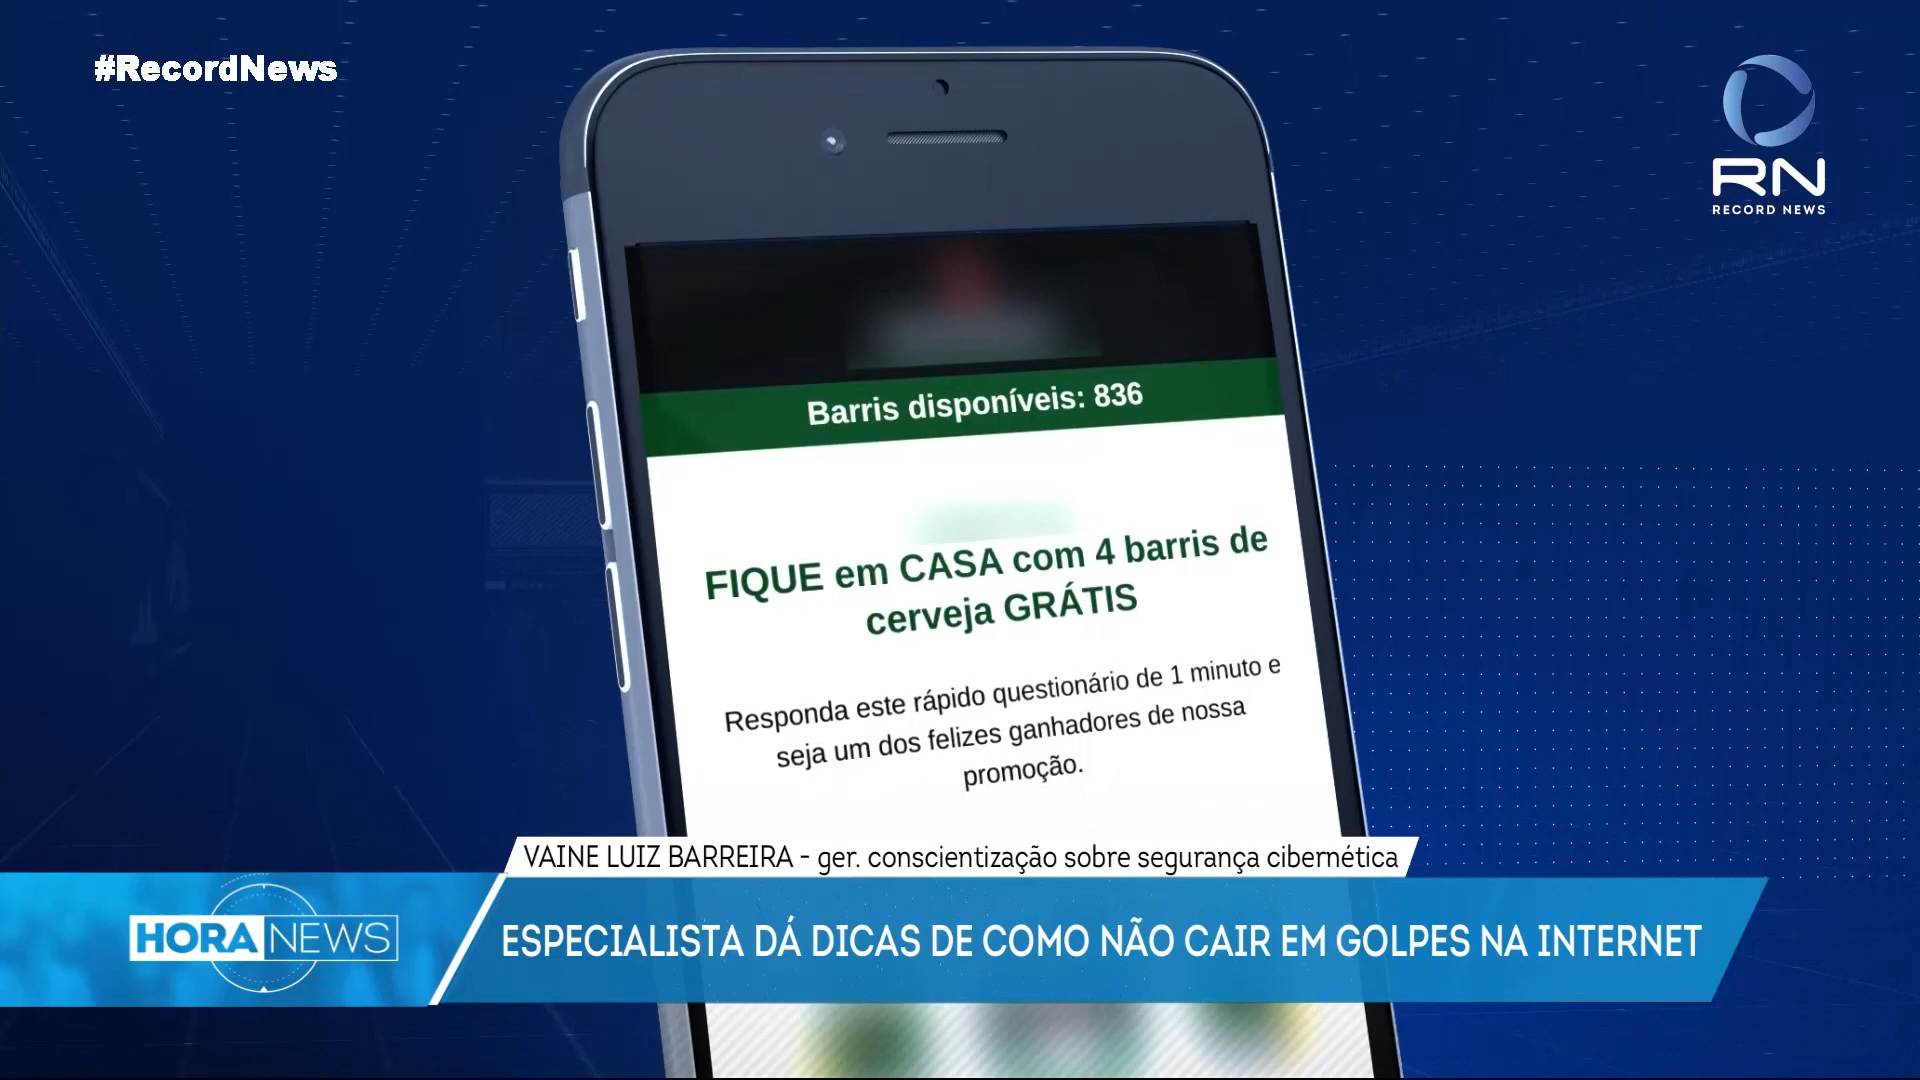 #RecordNews
RN
RECORD NEWS
Barris disponíveis: 836
FIQUE em CASA com 4 barris de
cerveja GRÁTIS
Responda este rápido questionário de 1 minuto e
seja um dos felizes ganhadores de nossa
promoção.
VAINE LUIZ BARREIRA - ger. conscientização sobre segurança cibernética
HORA NEWS
ESPECIALISTA DÁ DICAS DE COMO NÃO CAIR EM GOLPES NA INTERNET